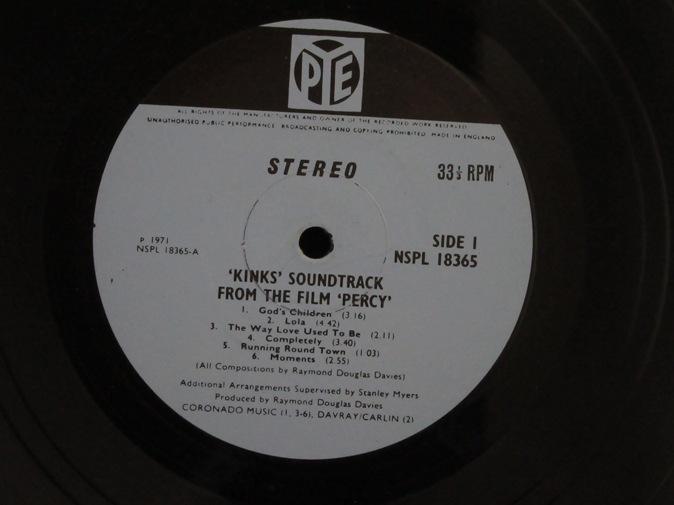 PYE
ALL RIGHTS OF THE MANUFACTURERS AND OWNER OF THE RECORDED WORK RESERVED
UNAUTHORISED PUBLIC PERFORMANCE BROADCASTING AND COPYING PROHIBITED MADE IN ENGLAND
STEREO
33⅓ RPM
P 1971
NSPL 18365-A
SIDE 1
NSPL 18365
'KINKS' SOUNDTRACK
FROM THE FILM 'PERCY'
1. God's Children (3.16)
2. Lola (4.42)
3. The Way Love Used To Be (2.11)
4. Completely (3.40)
5. Running Round Town (1 03)
6. Moments (2.55)
(All Compositions by Raymond Douglas Davies)
Additional Arrangements Supervised by Stanley Myers
Produced by Raymond Douglas Davies
CORONADO MUSIC (1, 3-6), DAVRAY/CARLIN (2)